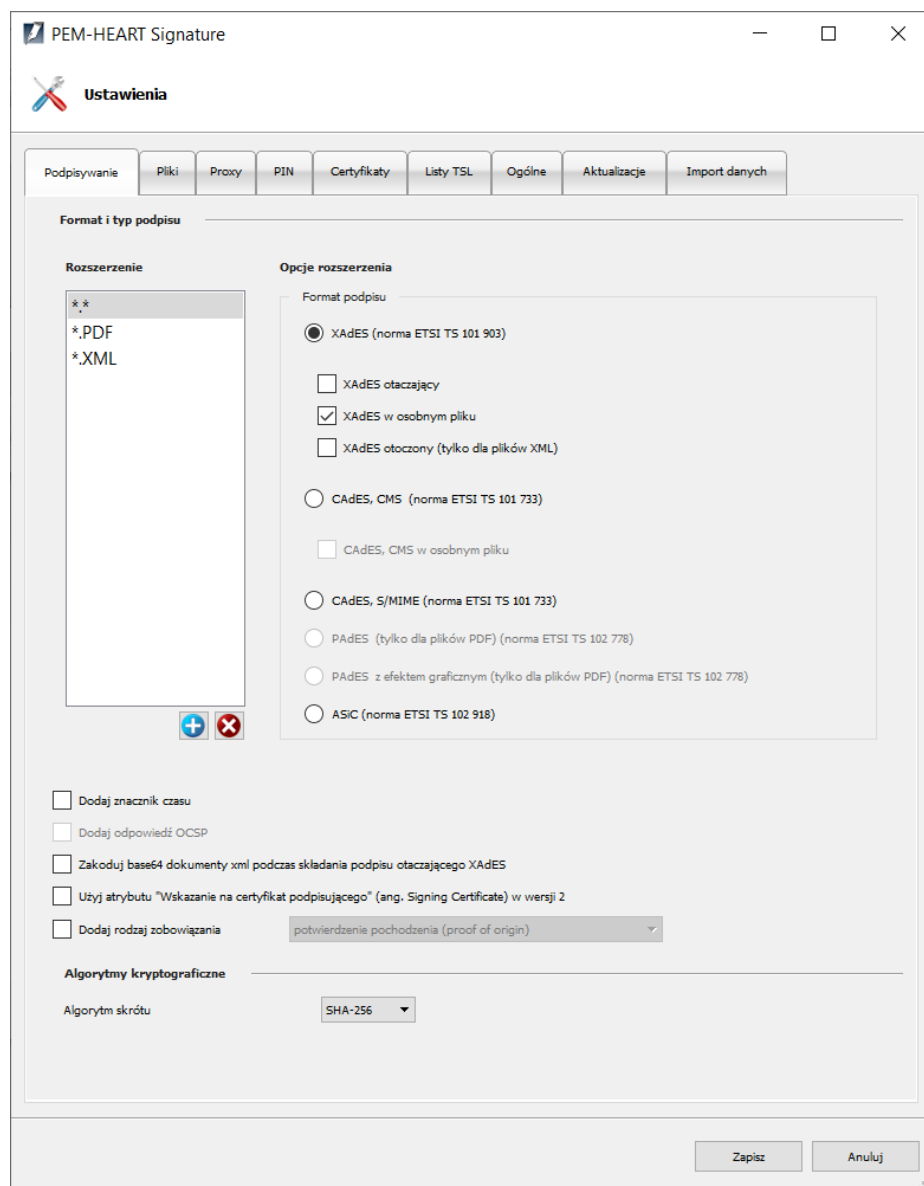 PEM-HEART Signature
Ustawienia
Podpisywanie Pliki Proxy PIN Certyfikaty Listy TSL Ogólne Aktualizacje Import danych
Format i typ podpisu
Rozszerzenie
*.*
*.PDF
*.XML
Opcje rozszerzenia
Format podpisu
XAdES (norma ETSI TS 101 903)
XAdES otaczający
XAdES w osobnym pliku
XAdES otoczony (tylko dla plików XML)
CAdES, CMS (norma ETSI TS 101 733)
CAdES, CMS w osobnym pliku
CAdES, S/MIME (norma ETSI TS 101 733)
PAdES (tylko dla plików PDF) (norma ETSI TS 102 778)
PAdES z efektem graficznym (tylko dla plików PDF) (norma ETSI TS 102 778)
ASiC (norma ETSI TS 102 918)
Dodaj znacznik czasu
Dodaj odpowiedź OCSP
Zakoduj base64 dokumenty xml podczas składania podpisu otaczającego XAdES
Użyj atrybutu "Wskazanie na certyfikat podpisującego" (ang. Signing Certificate) w wersji 2
Dodaj rodzaj zobowiązania potwierdzenie pochodzenia (proof of origin)
Algorytmy kryptograficzne
Algorytm skrótu SHA-256
Zapisz Anuluj